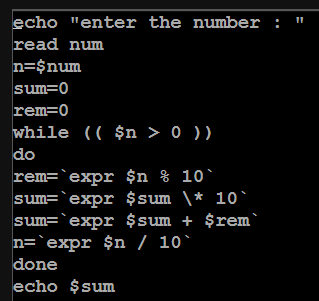 echo "enter the number : "
read num
n=$num
sum=0
rem=0
while (( $n > 0 ))
do
rem=`expr $n % 10`
sum=`expr $sum \* 10`
sum=`expr $sum + $rem`
n=`expr $n / 10`
done
echo $sum